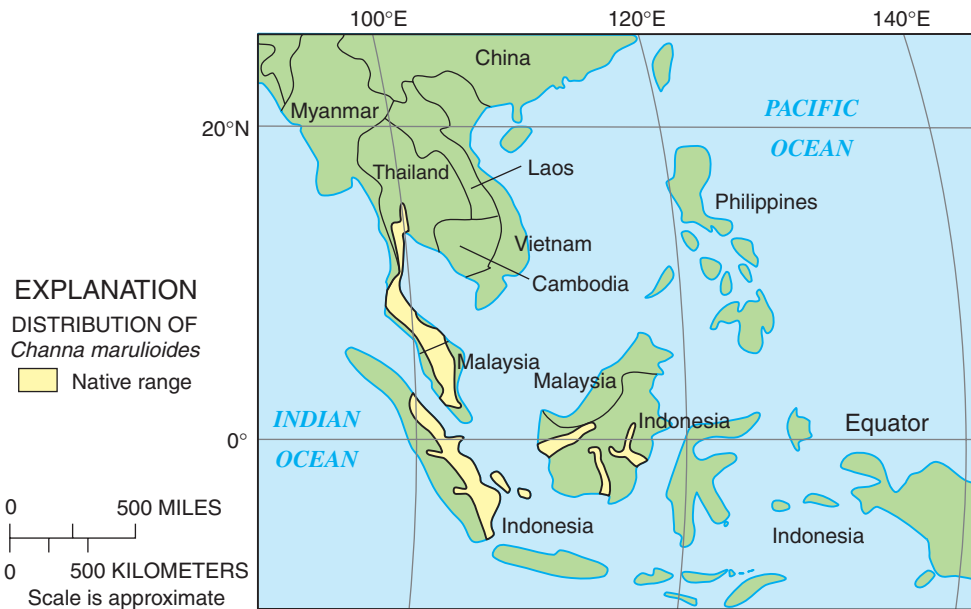 100°E
120°E
140°E
China
Myanmar
PACIFIC
OCEAN
20°N
Laos
Thailand
Philippines
Vietnam
Cambodia
EXPLANATION
DISTRIBUTION OF
Channa marulioides
Native range
Malaysia
Malaysia
INDIAN
OCEAN
Indonesia
Equator
0°
0
500 MILES
Indonesia
Indonesia
0
500 KILOMETERS
Scale is approximate